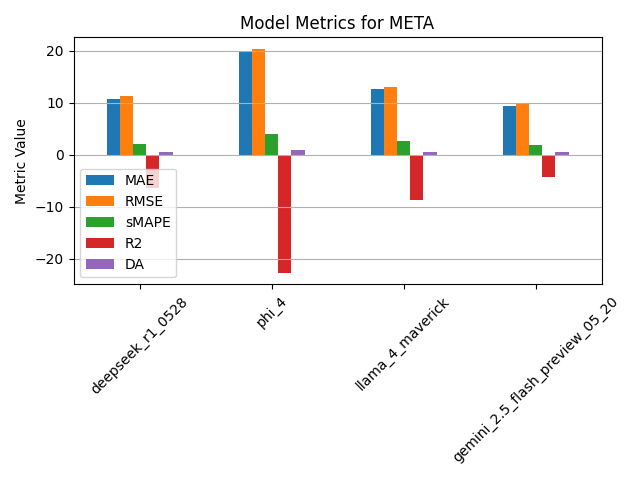 Model Metrics for META
Metric Value
20
10
0
−10
−20
MAE
RMSE
sMAPE
R2
DA
deepseek_r1_0528
phi_4
llama_4_maverick
gemini_2.5_flash_preview_05_20